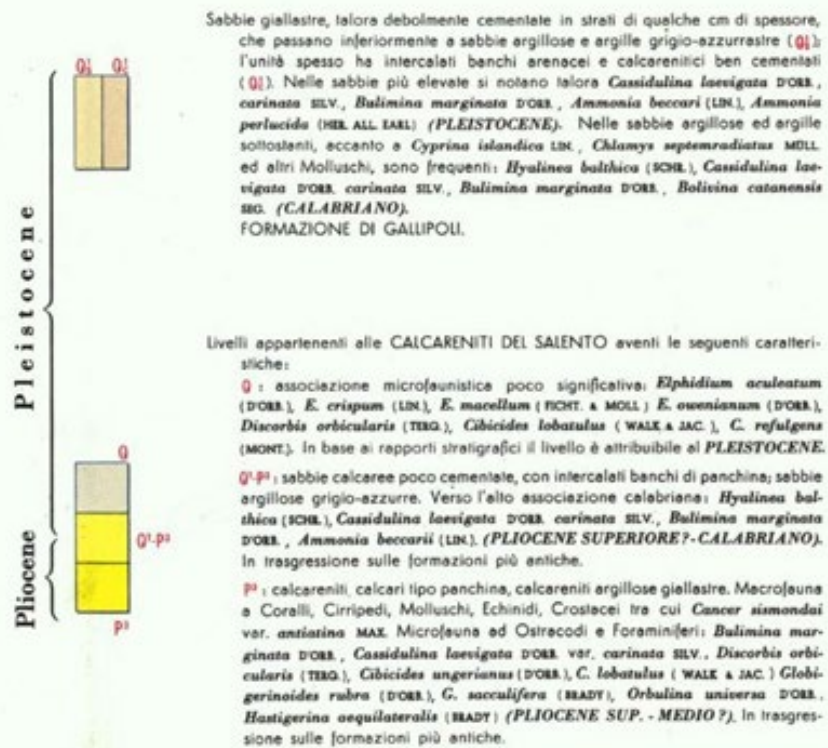 Sabbie giallastre, talora debolmente cementate in strati di qualche cm di spessore,
che passano inferiormente a sabbie argillose e argille grigio-azzurrastre (Q¹₂);
l'unità spesso ha intercalati banchi arenacei e calcarenitici ben cementati
(Q¹₂). Nelle sabbie più elevate si notano talora Cassidulina laevigata D'ORB.,
carinata SILV., Bulimina marginata D'ORB., Ammonia beccari (LIN.), Ammonia
perlucida (HER. ALL. EARL) (PLEISTOCENE). Nelle sabbie argillose ed argille
sottostanti, accanto a Cyprina islandica LIN., Chlamys septemradiatus MÜLL.
ed altri Molluschi, sono frequenti: Hyalinea balthica (SCHR.), Cassidulina lae-
vigata D'ORB. carinata SILV., Bulimina marginata D'ORB., Bolivina catanensis
SEG. (CALABRIANO).
FORMAZIONE DI GALLIPOLI.
Pleistocene
Livelli appartenenti alle CALCARENITI DEL SALENTO aventi le seguenti caratteri-
stiche:
Q : associazione microfaunistica poco significativa: Elphidium aculeatum
(D'ORB.), E. crispum (LIN.), E. macellum (FICHT. & MOLL) E. owenianum (D'ORB.),
Discorbis orbicularis (TERQ.), Cibicides lobatulus (WALK & JAC.), C. refulgens
(MONT.). In base ai rapporti stratigrafici il livello è attribuibile al PLEISTOCENE.
Q
Q¹-P³ : sabbie calcaree poco cementate, con intercalati banchi di panchina; sabbie
argillose grigio-azzurre. Verso l'alto associazione calabriana: Hyalinea bal-
thica (SCHR.), Cassidulina laevigata D'ORB. carinata SILV., Bulimina marginata
D'ORB., Ammonia beccarii (LIN.). (PLIOCENE SUPERIORE?-CALABRIANO).
In trasgressione sulle formazioni più antiche.
Q¹-P³
Pliocene
P³ : calcareniti, calcari tipo panchina, calcareniti argillose giallastre. Macrofauna
a Coralli, Cirripedi, Molluschi, Echinidi, Crostacei tra cui Cancer sismondai
var. antiatina MAX. Microfauna ad Ostracodi e Foraminiferi: Bulimina mar-
ginata D'ORB., Cassidulina laevigata D'ORB. var. carinata SILV., Discorbis orbi-
cularis (TERQ.), Cibicides ungerianus (D'ORB.), C. lobatulus (WALK & JAC.) Globi-
gerinoides rubra (D'ORB.), G. sacculifera (BRADY), Orbulina universa D'ORB.,
Hastigerina aequilateralis (BRADY) (PLIOCENE SUP. - MEDIO?). In trasgres-
sione sulle formazioni più antiche.
P³